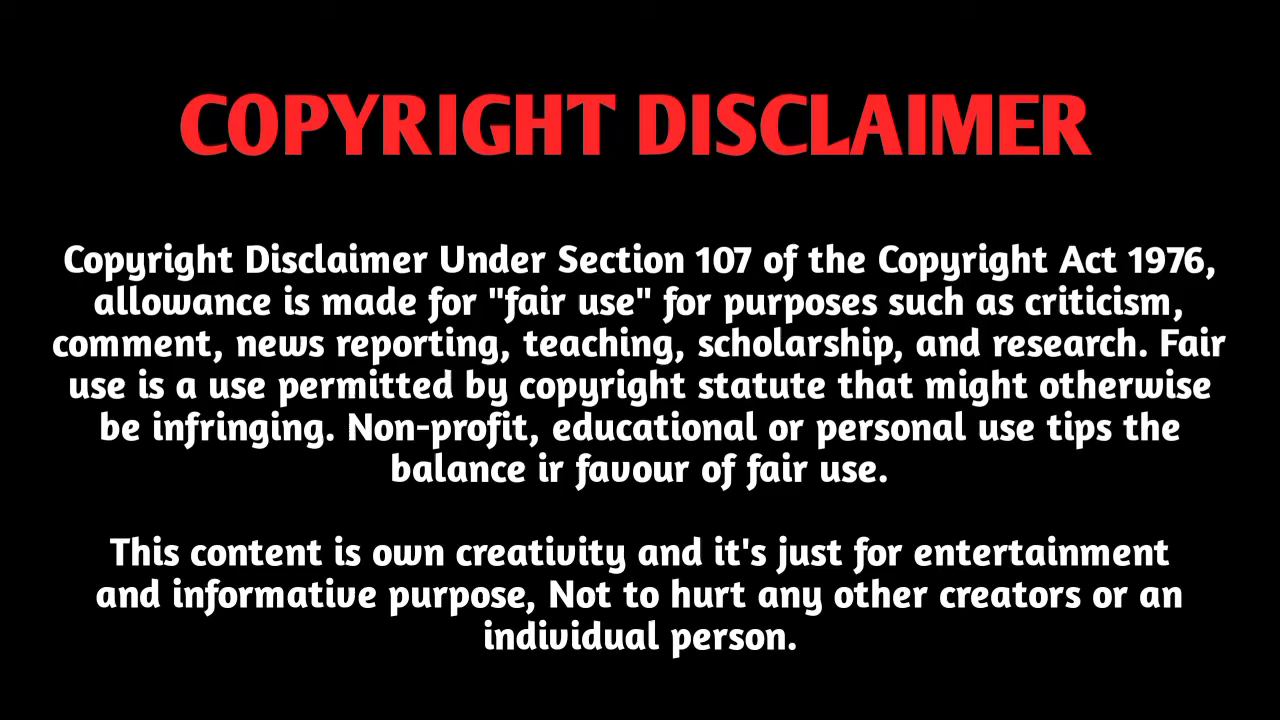 COPYRIGHT DISCLAIMER
Copyright Disclaimer Under Section 107 of the Copyright Act 1976,
allowance is made for "fair use" for purposes such as criticism,
comment, news reporting, teaching, scholarship, and research. Fair
use is a use permitted by copyright statute that might otherwise
be infringing. Non-profit, educational or personal use tips the
balance ir favour of fair use.
This content is own creativity and it's just for entertainment
and informative purpose, Not to hurt any other creators or an
individual person.